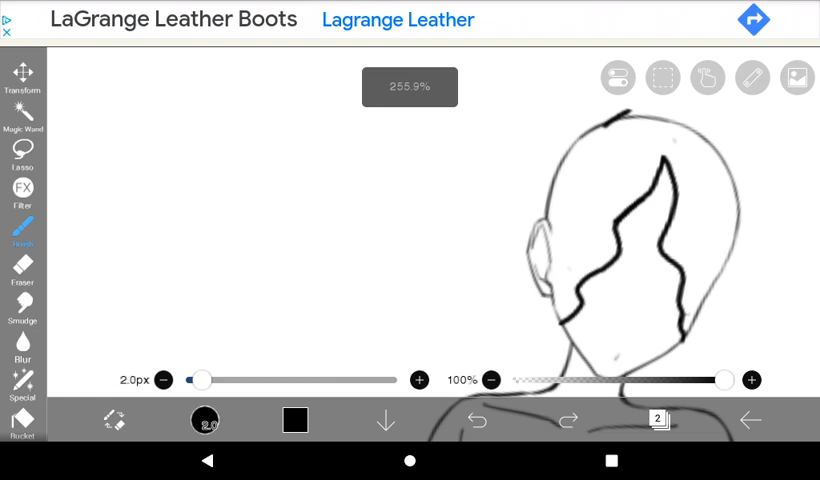 LaGrange Leather Boots Lagrange Leather
255.9%
Transform
Magic Wand
Lasso
FX
Filter
Brush
Eraser
Smudge
Blur
Special
Bucket
2.0px 100%
2.0
2